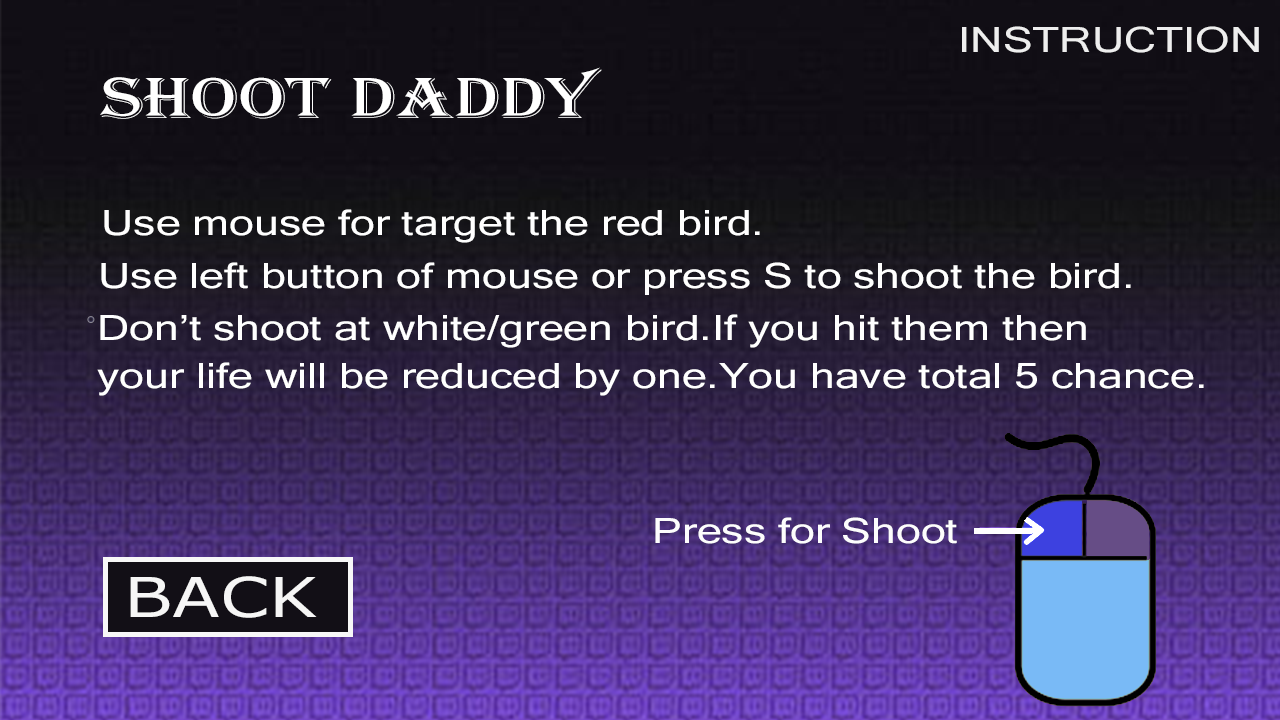 INSTRUCTION
SHOOT DADDY
Use mouse for target the red bird.
Use left button of mouse or press S to shoot the bird.
Don’t shoot at white/green bird.If you hit them then
your life will be reduced by one.You have total 5 chance.
Press for Shoot
BACK